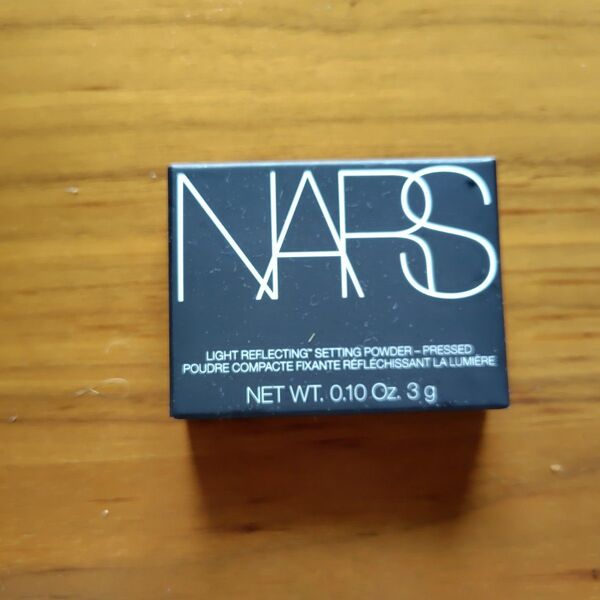 NARS
LIGHT REFLECTING™ SETTING POWDER – PRESSED
POUDRE COMPACTE FIXANTE RÉFLÉCHISSANT LA LUMIÈRE
NET WT. 0.10 Oz. 3 g